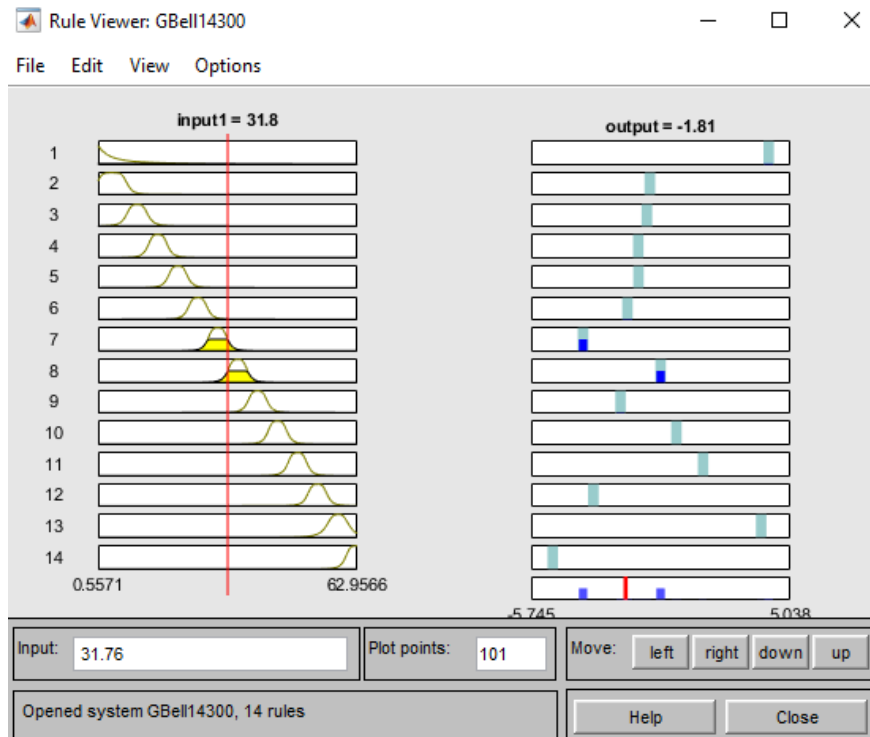 Rule Viewer: GBell14300
File Edit View Options
input1 = 31.8
output = -1.81
1
2
3
4
5
6
7
8
9
10
11
12
13
14
0.5571 62.9566
-5.745 5.038
Input: 31.76 Plot points: 101 Move: left right down up
Opened system GBell14300, 14 rules Help Close